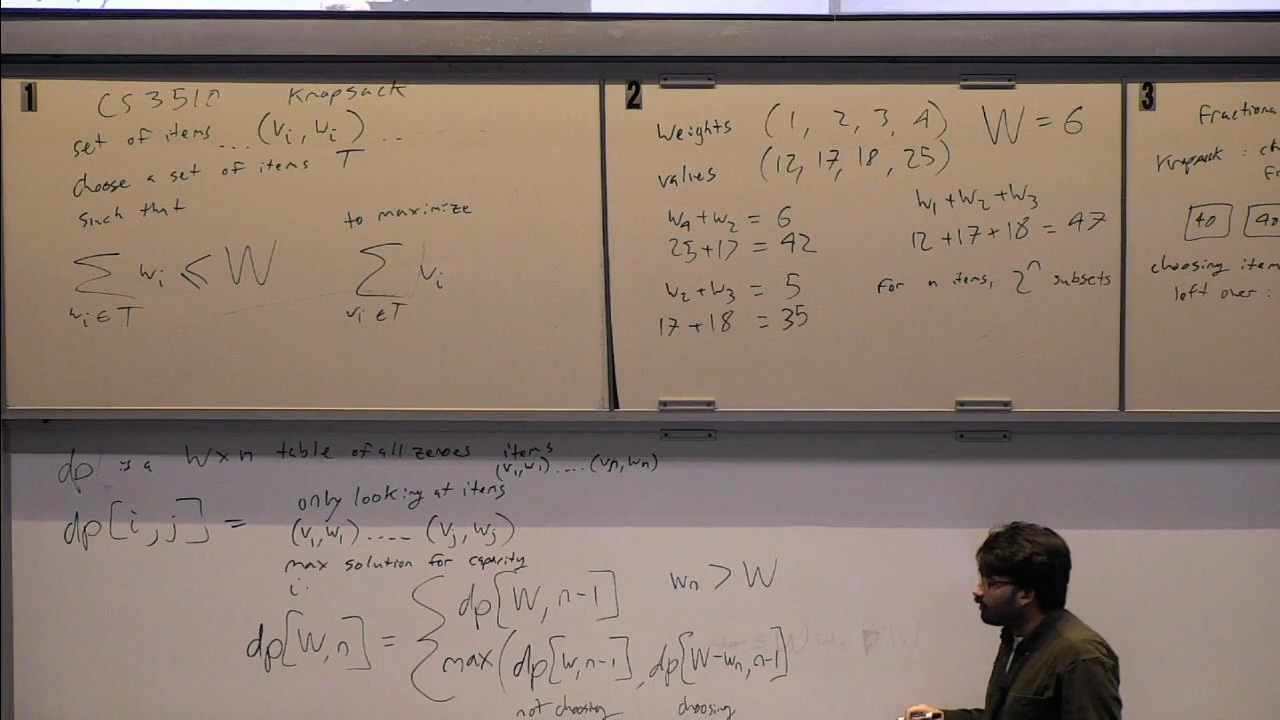 1
CS 3510 Knapsack
set of items ... (vi, wi) ..
choose a set of items T
such that to maximize
∑ wi ≤ W ∑ vi
wi ∈ T vi ∈ T
2
Weights (1, 2, 3, 4) W = 6
values (12, 17, 18, 25)
w4 + w2 = 6
25 + 17 = 42
w2 + w3 = 5
17 + 18 = 35
w1 + w2 + w3
12 + 17 + 18 = 47
For n items, 2^n subsets
3
Knapsack :
40 40
choosing
left over :
dp is a W x n table of all zeroes items
(v1, w1) .... (vn, wn)
dp[i, j] = only looking at items
(v1, w1) ..... (vj, wj)
max solution for capacity
i.
dp[W, n] = { dp[W, n-1] wn > W
max(dp[W, n-1], dp[W-wn, n-1]
not choosing choosing